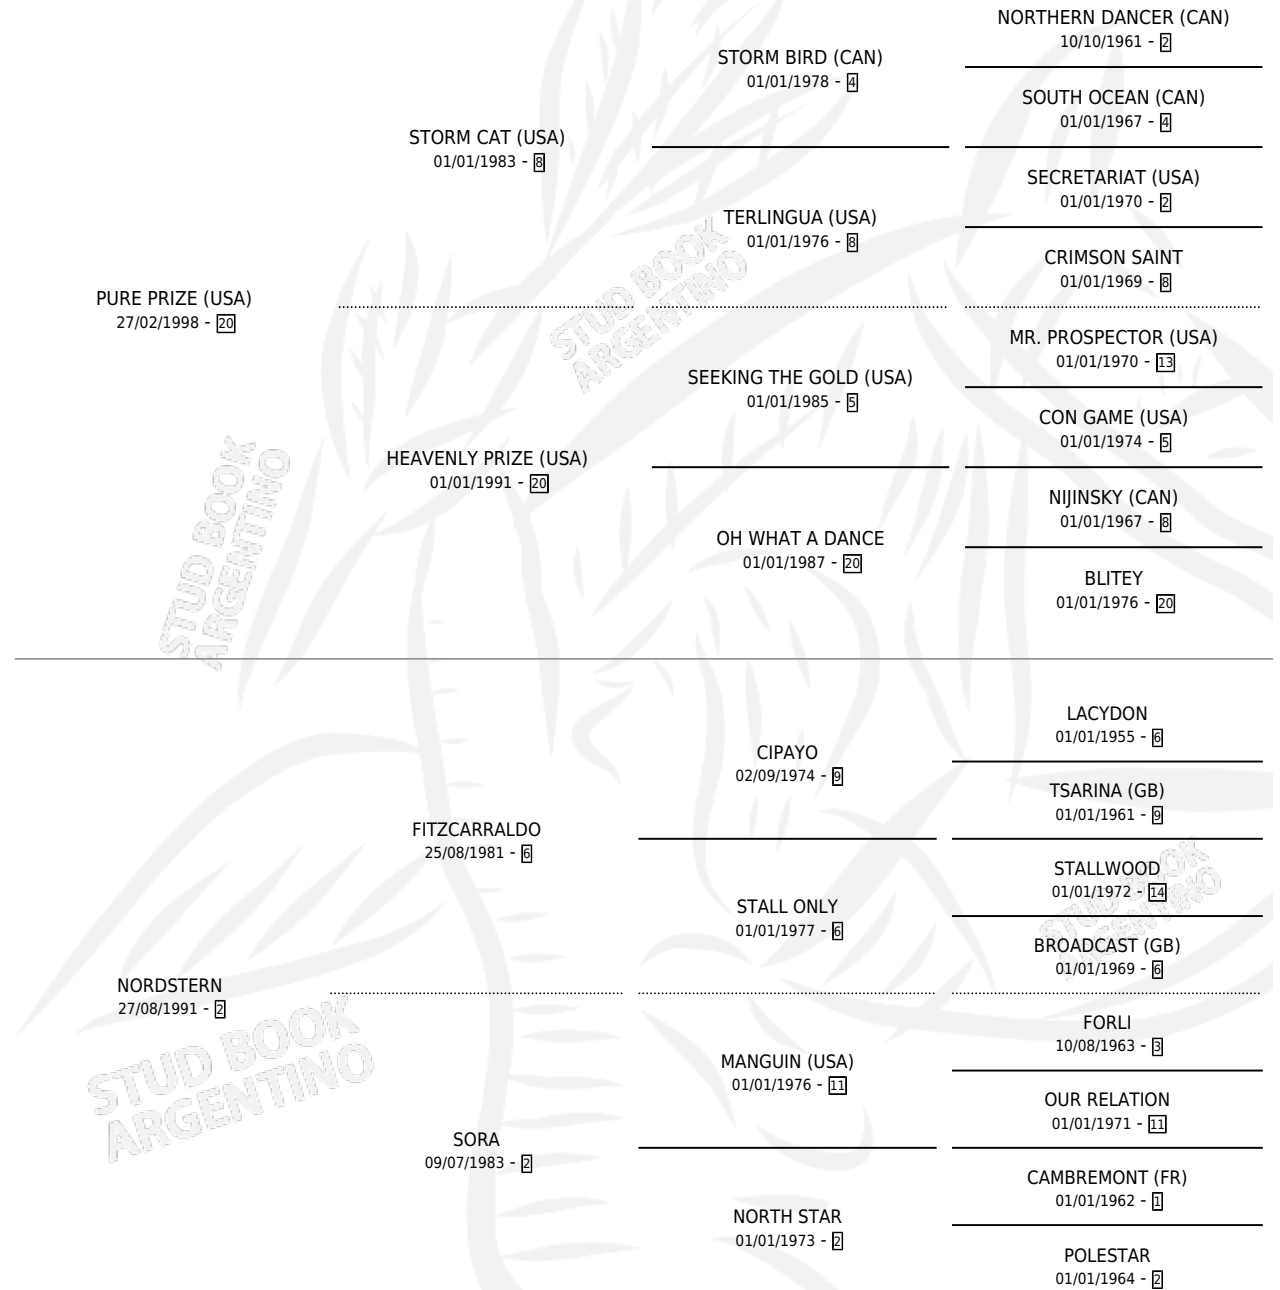 NORTHERN DANCER (CAN)
10/10/1961 - 2
STORM BIRD (CAN)
01/01/1978 - 4
SOUTH OCEAN (CAN)
01/01/1967 - 4
STORM CAT (USA)
01/01/1983 - 8
SECRETARIAT (USA)
01/01/1970 - 2
TERLINGUA (USA)
01/01/1976 - 8
CRIMSON SAINT
01/01/1969 - 8
PURE PRIZE (USA)
27/02/1998 - 20
MR. PROSPECTOR (USA)
01/01/1970 - 13
SEEKING THE GOLD (USA)
01/01/1985 - 5
CON GAME (USA)
01/01/1974 - 5
HEAVENLY PRIZE (USA)
01/01/1991 - 20
NIJINSKY (CAN)
01/01/1967 - 8
OH WHAT A DANCE
01/01/1987 - 20
BLITEY
01/01/1976 - 20
LACYDON
01/01/1955 - 6
CIPAYO
02/09/1974 - 9
TSARINA (GB)
01/01/1961 - 9
FITZCARRALDO
25/08/1981 - 6
STALLWOOD
01/01/1972 - 14
STALL ONLY
01/01/1977 - 6
BROADCAST (GB)
01/01/1969 - 6
NORDSTERN
27/08/1991 - 2
FORLI
10/08/1963 - 3
MANGUIN (USA)
01/01/1976 - 11
OUR RELATION
01/01/1971 - 11
SORA
09/07/1983 - 2
CAMBREMONT (FR)
01/01/1962 - 1
NORTH STAR
01/01/1973 - 2
POLESTAR
01/01/1964 - 2
STUD BOOK
ARGENTINO
STUD BOOK
ARGENTINO
STUD BOOK
ARGENTINO
STUD BOOK
ARGENTINO